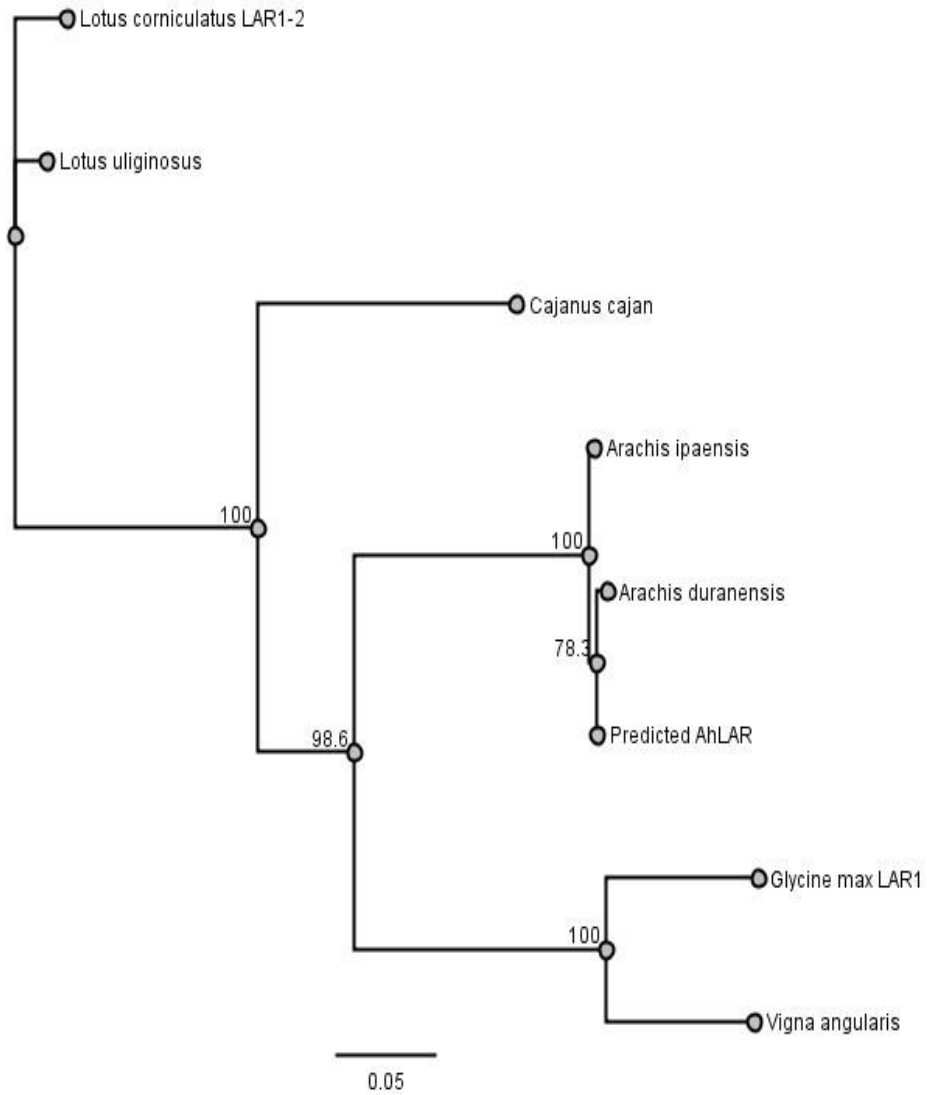 Lotus corniculatus LAR1-2
Lotus uliginosus
Cajanus cajan
Arachis ipaensis
100
100
Arachis duranensis
78.3
Predicted AhLAR
98.6
Glycine max LAR1
100
Vigna angularis
0.05